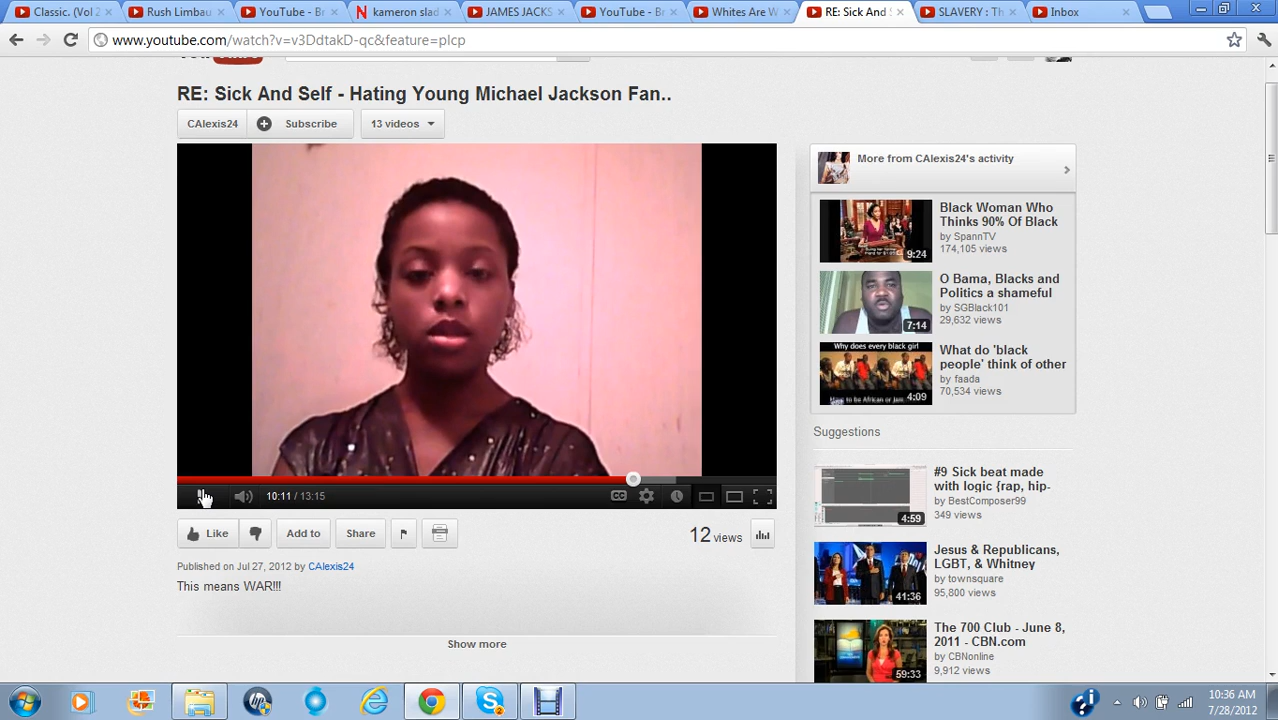 Classic. (Vol 2
Rush Limbau
YouTube - Br
kameron slad
JAMES JACKS
YouTube - Br
Whites Are W
RE: Sick And S
SLAVERY : Th
Inbox
www.youtube.com/watch?v=v3DdtakD-qc&feature=plcp
RE: Sick And Self - Hating Young Michael Jackson Fan..
CAlexis24
Subscribe
13 videos
More from CAlexis24's activity
Black Woman Who
Thinks 90% Of Black
by SpannTV
174,105 views
9:24
O Bama, Blacks and
Politics a shameful
by SGBlack101
29,632 views
7:14
Why does every black girl
What do 'black
people' think of other
by faada
70,534 views
4:09
Suggestions
#9 Sick beat made
with logic {rap, hip-
by BestComposer99
349 views
4:59
Jesus & Republicans,
LGBT, & Whitney
by townsquare
95,800 views
41:36
The 700 Club - June 8,
2011 - CBN.com
by CBNonline
9,912 views
59:33
10:11 / 13:15
CC
Like
Add to
Share
12 views
Published on Jul 27, 2012 by CAlexis24
This means WAR!!!
Show more
10:36 AM
7/28/2012